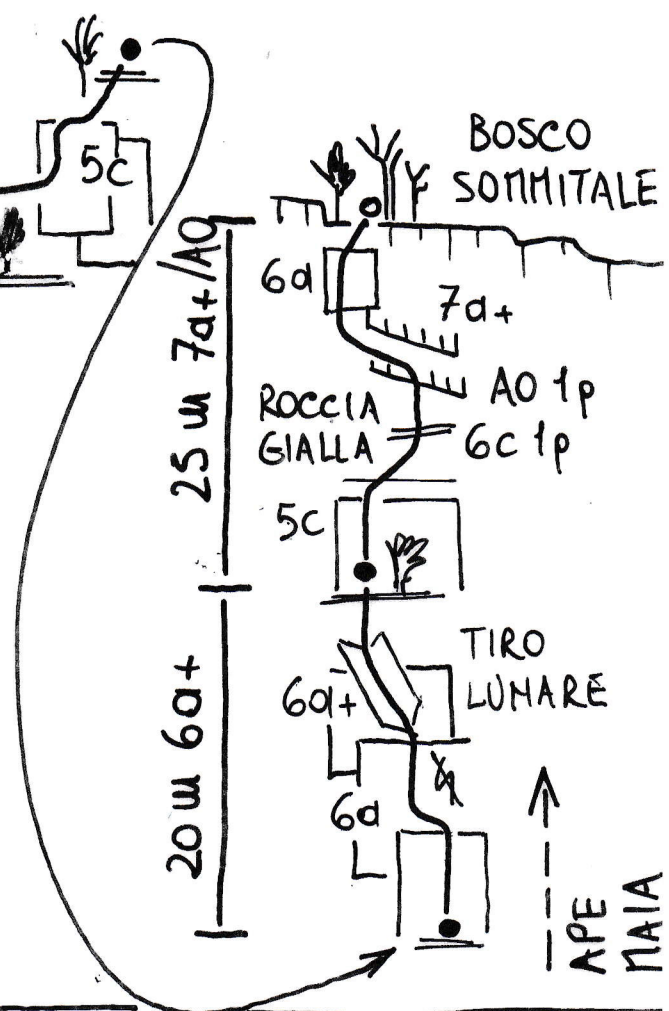 5c
BOSCO
SOMMITALE
6a
7a+
A0 1p
ROCCIA
GIALLA
6c 1p
25 m 7a+/A0
5c
TIRO
LUNARE
6a+
20 m 6a+
6a
APE
MAIA